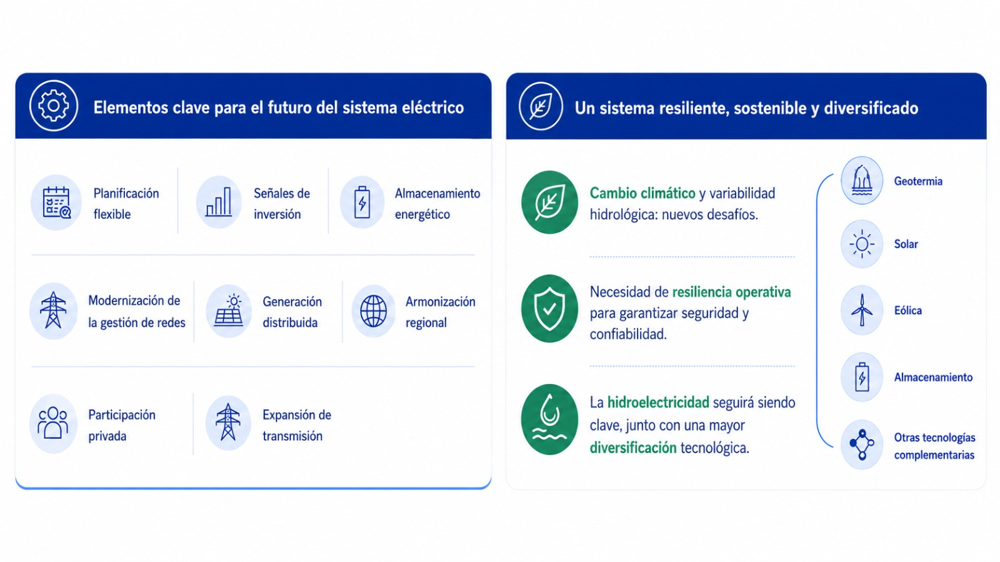 Elementos clave para el futuro del sistema eléctrico
Planificación
flexible
Señales de
inversión
Almacenamiento
energético
Modernización de
la gestión de redes
Generación
distribuida
Armonización
regional
Participación
privada
Expansión de
transmisión
Un sistema resiliente, sostenible y diversificado
Cambio climático y variabilidad
hidrológica: nuevos desafíos.
Necesidad de resiliencia operativa
para garantizar seguridad y
confiabilidad.
La hidroelectricidad seguirá siendo
clave, junto con una mayor
diversificación tecnológica.
Geotermia
Solar
Eólica
Almacenamiento
Otras tecnologías
complementarias